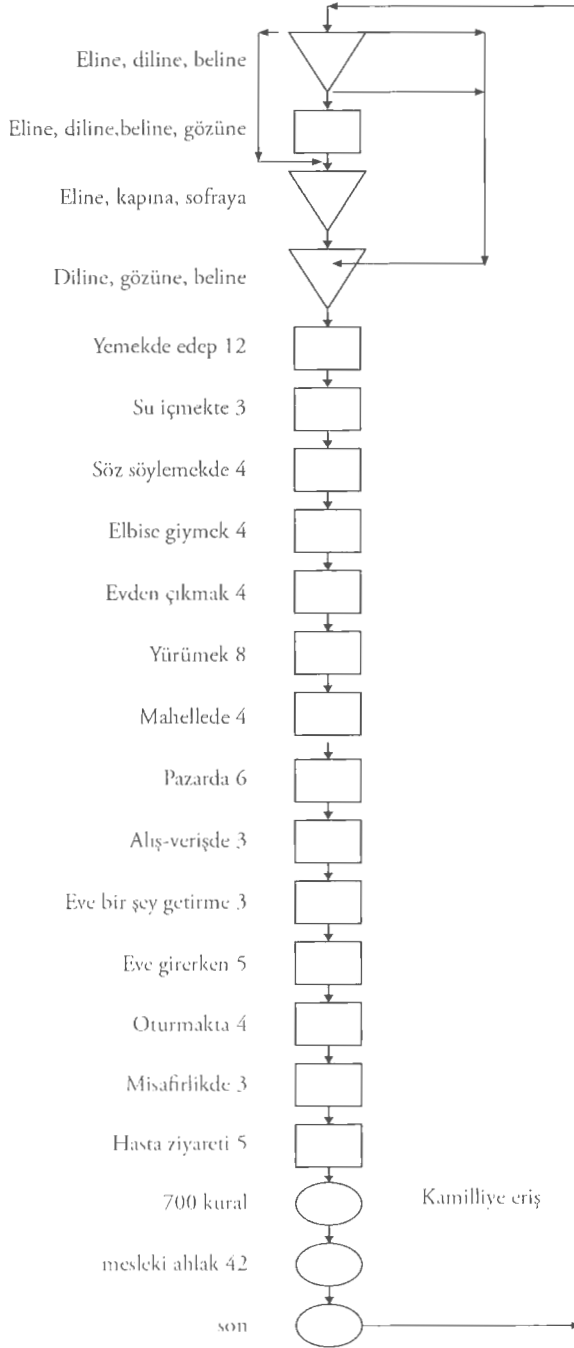 Eline, diline, beline
Eline, diline,beline, gözüne
Eline, kapına, sofraya
Diline, gözüne, beline
Yemekde edep 12
Su içmekte 3
Söz söylemekde 4
Elbise giymek 4
Evden çıkmak 4
Yürümek 8
Mahellede 4
Pazarda 6
Alış-verişde 3
Eve bir şey getirme 3
Eve girerken 5
Oturmakta 4
Misafirlikde 3
Hasta ziyareti 5
700 kural
Kamilliye eriş
mesleki ahlak 42
son